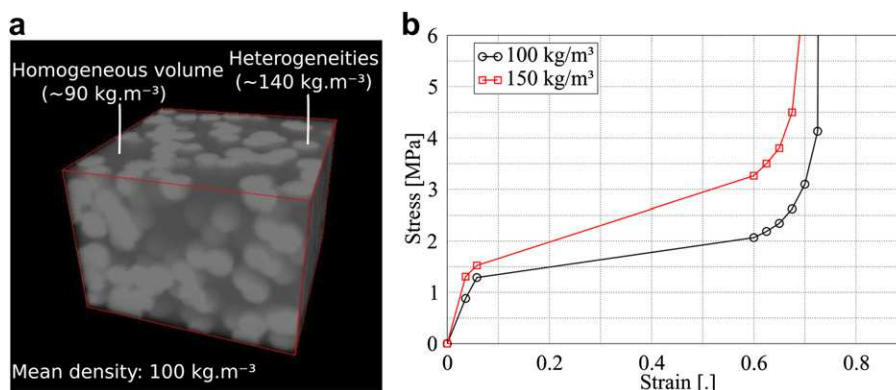 a
Homogeneous volume
(~90 kg.m⁻³)
Heterogeneities
(~140 kg.m⁻³)
Mean density: 100 kg.m⁻³
b
100 kg/m³
150 kg/m³
Stress [MPa]
6
5
4
3
2
1
0
0
0.2
0.4
0.6
0.8
Strain [.]